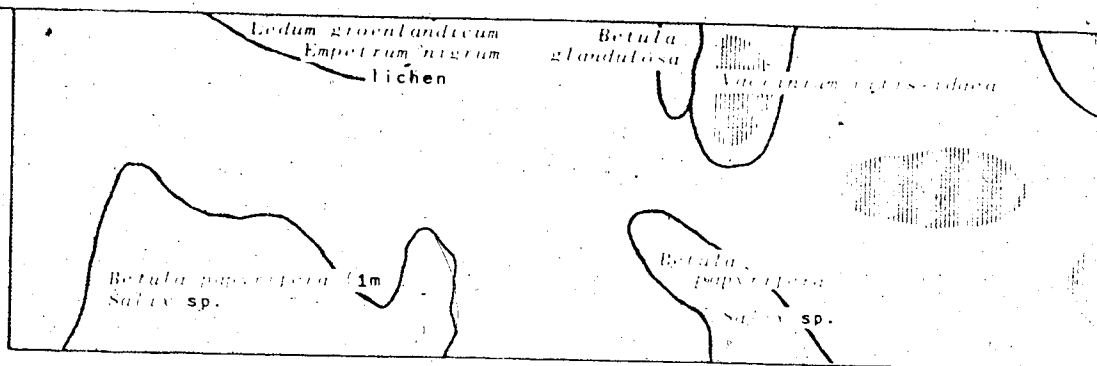 Ledum groenlandicum
Empetrum nigrum
lichen
Betula
glandulosa
Vaccinium vitis-idaea
Betula papyrifera (1m
Salix sp.
Betula
papyrifera
Salix sp.